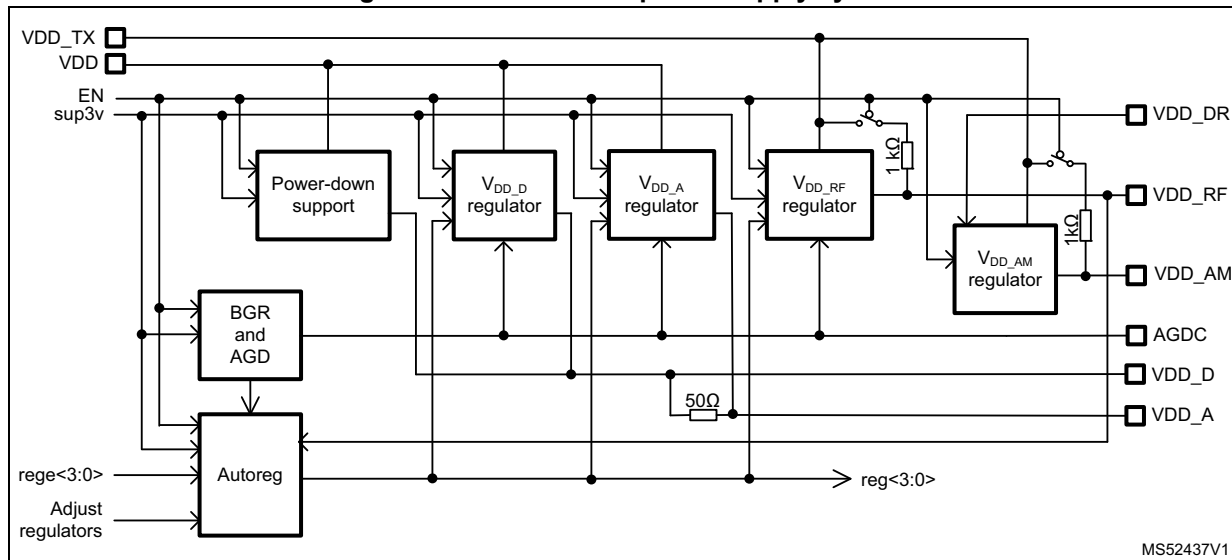 VDD_TX
VDD
EN
sup3v
VDD_DR
1 kΩ
Power-down
support
VDD_D
regulator
VDD_A
regulator
VDD_RF
regulator
VDD_RF
1kΩ
VDD_AM
regulator
VDD_AM
BGR
and
AGD
AGDC
VDD_D
50Ω
VDD_A
Autoreg
rege<3:0>
reg<3:0>
Adjust
regulators
MS52437V1